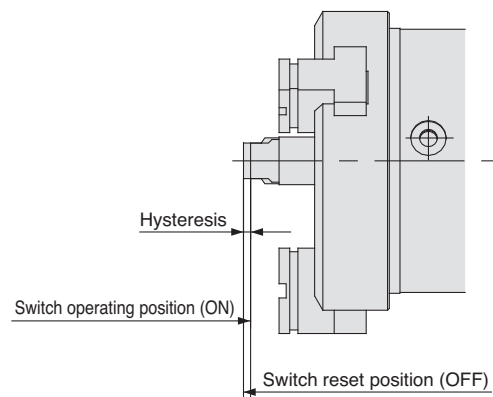 Hysteresis
Switch operating position (ON)
Switch reset position (OFF)